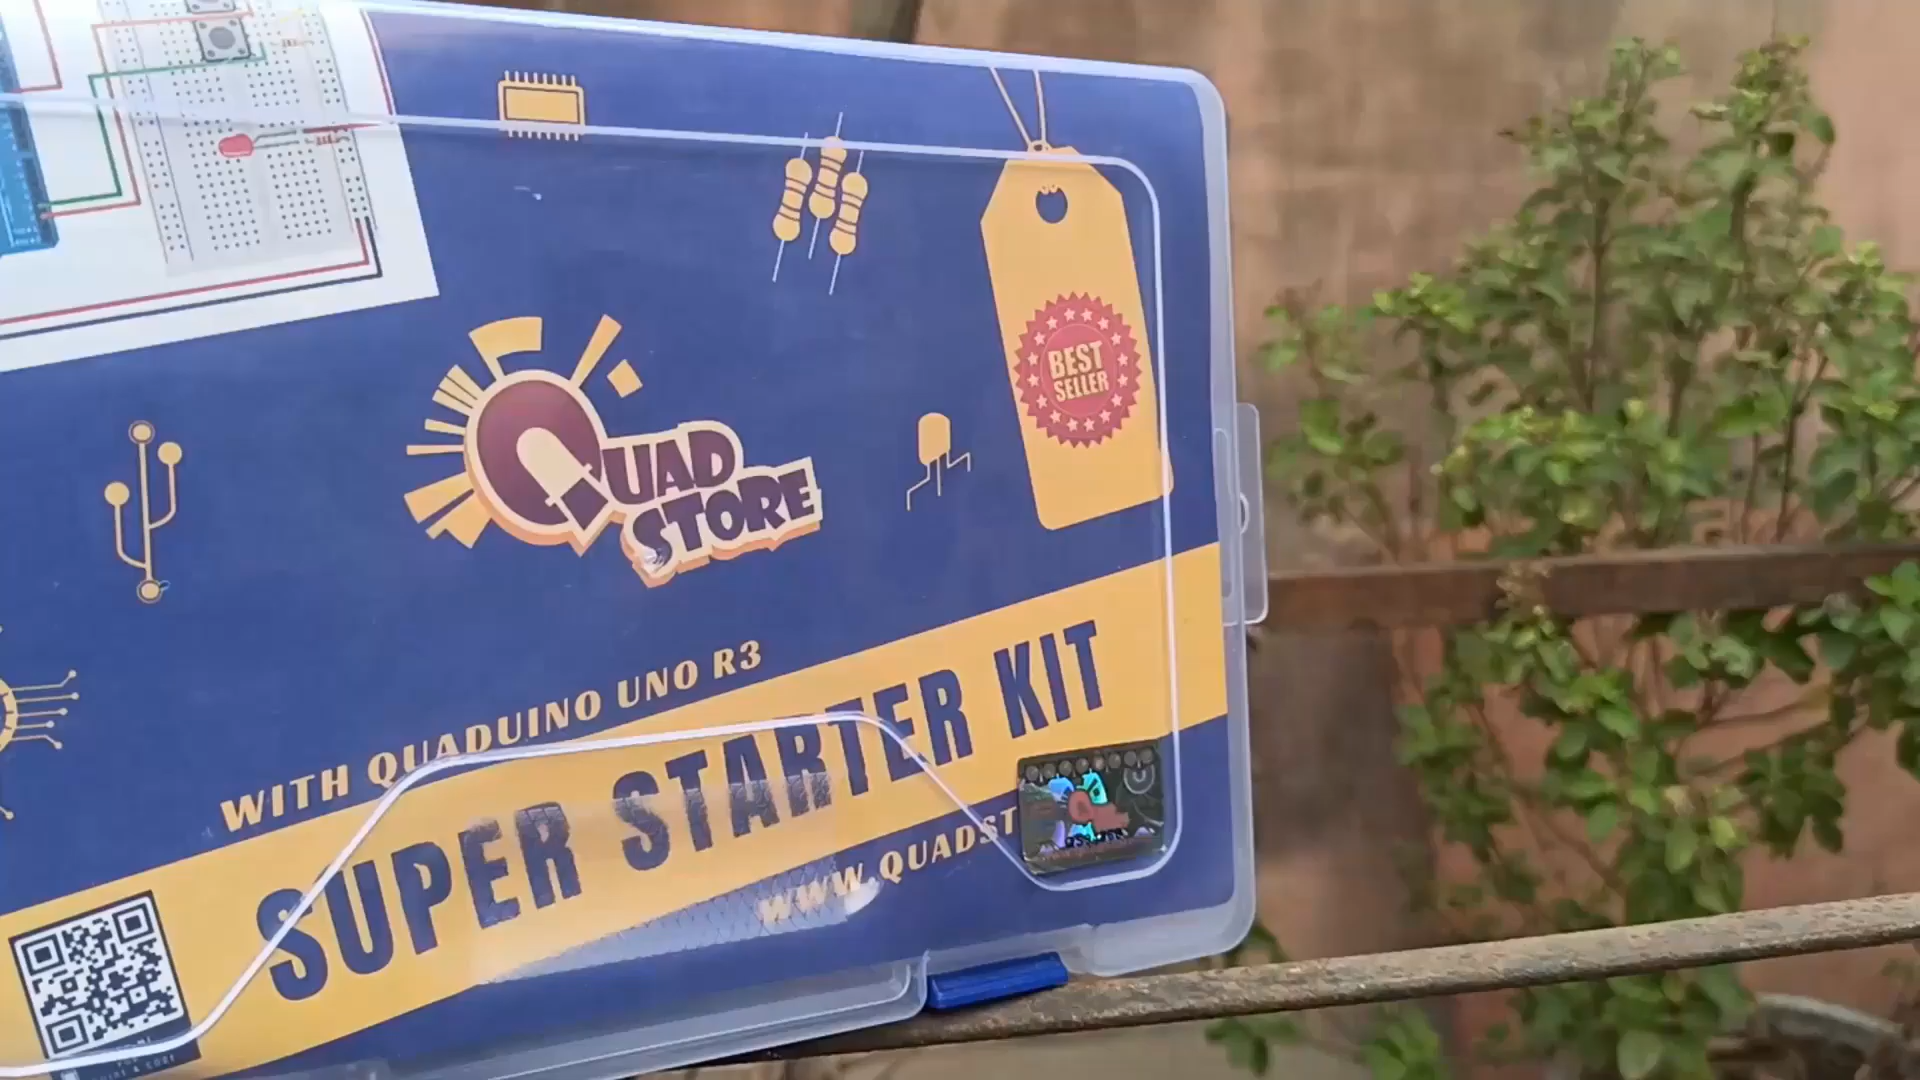 BEST
SELLER
QUAD
STORE
WITH QUADUINO UNO R3
SUPER STARTER KIT
WWW.QUADST